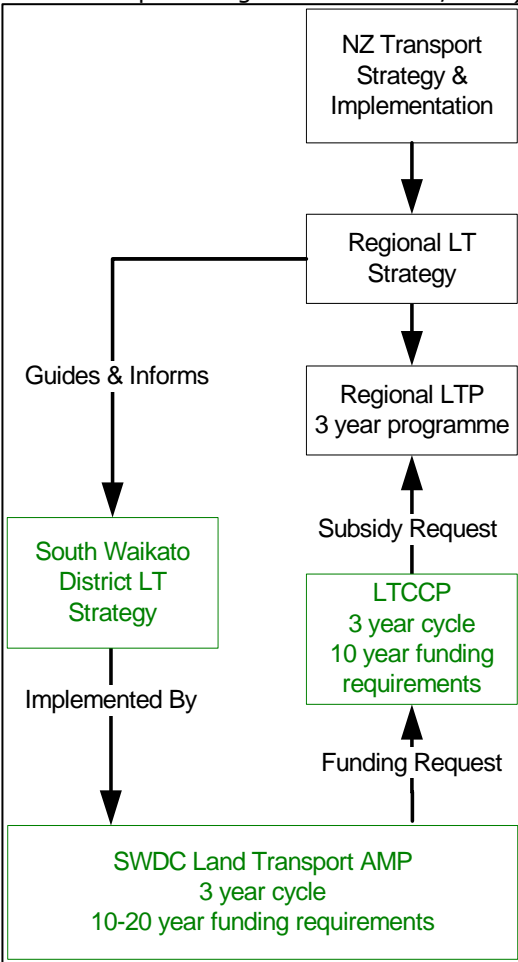 NZ Transport
Strategy &
Implementation
Regional LT
Strategy
Guides & Informs
Regional LTP
3 year programme
Subsidy Request
South Waikato
District LT
Strategy
LTCCP
3 year cycle
10 year funding
requirements
Implemented By
Funding Request
SWDC Land Transport AMP
3 year cycle
10-20 year funding requirements